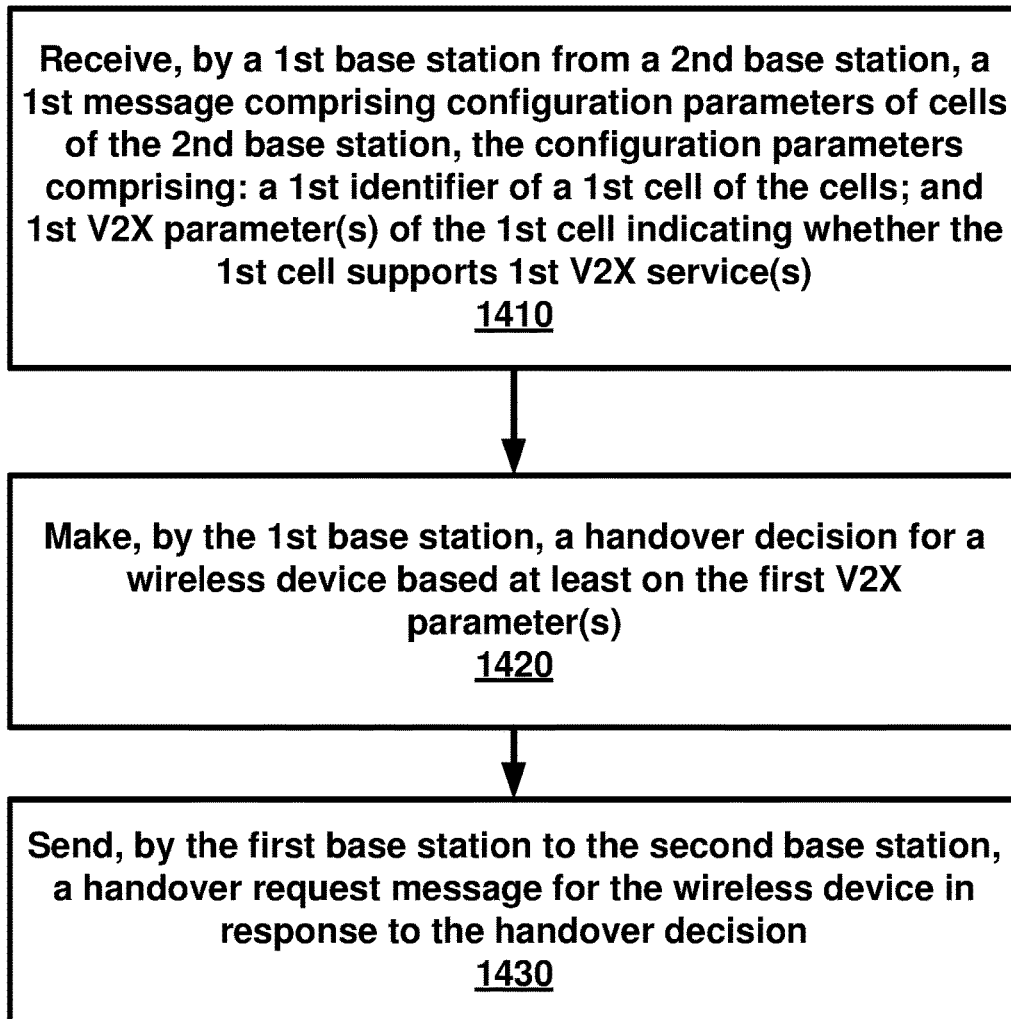 Receive, by a 1st base station from a 2nd base station, a
1st message comprising configuration parameters of cells
of the 2nd base station, the configuration parameters
comprising: a 1st identifier of a 1st cell of the cells; and
1st V2X parameter(s) of the 1st cell indicating whether the
1st cell supports 1st V2X service(s)
1410
Make, by the 1st base station, a handover decision for a
wireless device based at least on the first V2X
parameter(s)
1420
Send, by the first base station to the second base station,
a handover request message for the wireless device in
response to the handover decision
1430